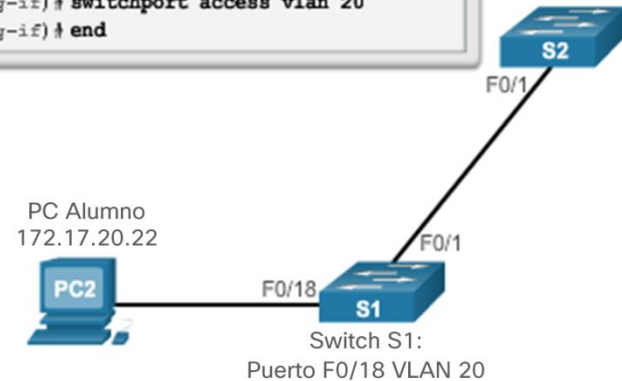 g-if)# switchport access vlan 20
g-if)# end
S2
F0/1
PC Alumno
172.17.20.22
F0/1
PC2
F0/18
S1
Switch S1:
Puerto F0/18 VLAN 20